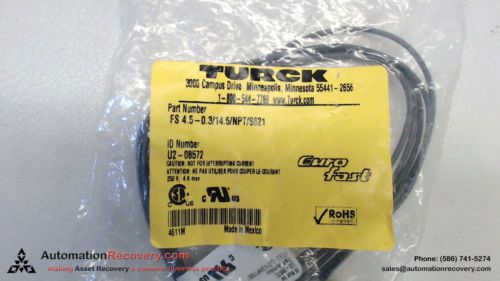 TURCK
3000 Campus Drive Minneapolis, Minnesota 55441-2656
1-800-544-7769 www.Turck.com
Part Number
FS 4.5-0.3/14.5/NPT/S621
ID Number
U2-08572
CAUTION: NOT FOR INTERRUPTING CURRENT
ATTENTION: NE PAS UTILISER POUR COUPER LE COURANT
250 V, 4 A max
Euro fast
C US
C US
RoHS
4611M
Made in Mexico
AutomationRecovery.com
making Asset Recovery a common business practice
Phone: (586) 741-5274
sales@AutomationRecovery.com